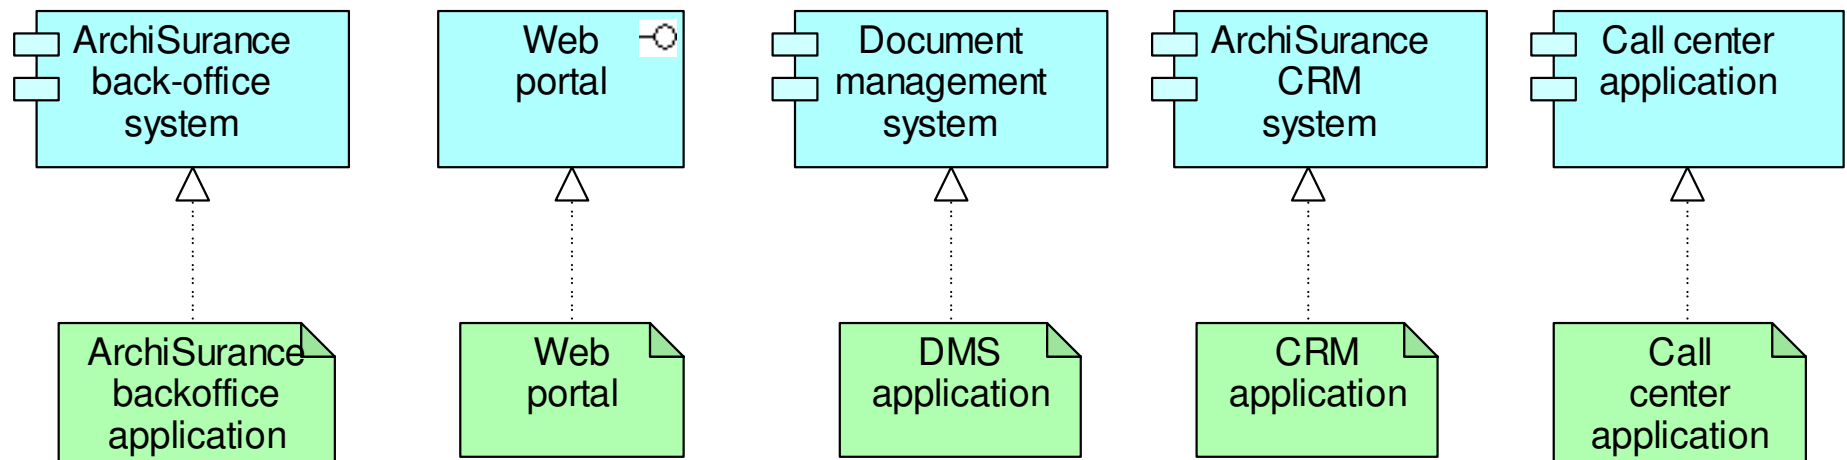 ArchiSurance
back-office
system
Web
portal
Document
management
system
ArchiSurance
CRM
system
Call center
application
ArchiSurance
backoffice
application
Web
portal
DMS
application
CRM
application
Call
center
application